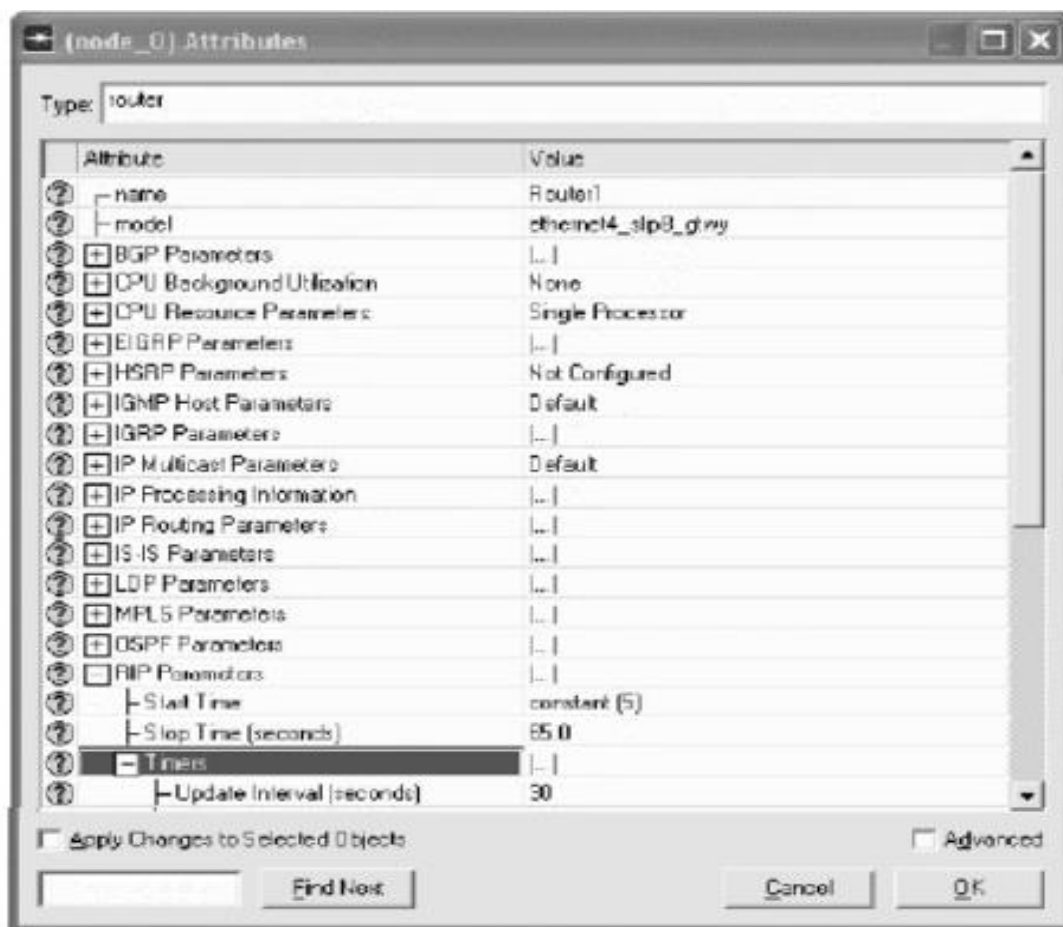 (node_0) Attributes
Type: router
Attribute Value
name Router1
model ethernet4_slip8_gtwy
BGP Parameters (...)
CPU Background Utilization None
CPU Resource Parameters Single Processor
EIGRP Parameters (...)
HSRP Parameters Not Configured
IGMP Host Parameters Default
IGRP Parameters (...)
IP Multicast Parameters Default
IP Processing Information (...)
IP Routing Parameters (...)
IS-IS Parameters (...)
LDP Parameters (...)
MPLS Parameters (...)
OSPF Parameters (...)
RIP Parameters (...)
Start Time constant (5)
Stop Time (seconds) 65.0
Timers (...)
Update Interval (seconds) 30
Apply Changes to Selected Objects Advanced
Find Next Cancel OK